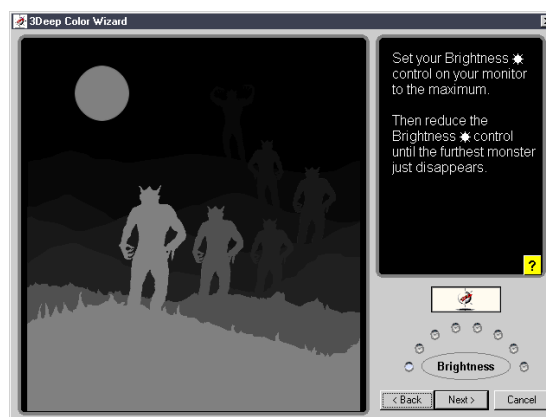 3Deep Color Wizard
Set your Brightness
control on your monitor
to the maximum.
Then reduce the
Brightness control
until the furthest monster
just disappears.
?
Brightness
< Back Next > Cancel